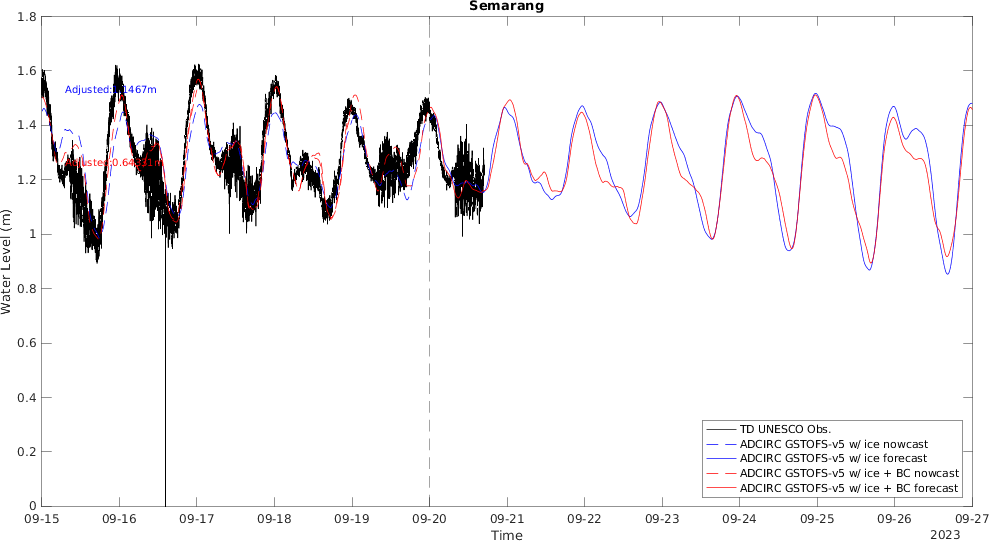 Semarang
1.8
1.6
1.4
1.2
1
0.8
0.6
0.4
0.2
0
Water Level (m)
09-15 09-16 09-17 09-18 09-19 09-20 09-21 09-22 09-23 09-24 09-25 09-26 09-27
Time
2023
TD UNESCO Obs.
ADCIRC GSTOFS-v5 w/ ice nowcast
ADCIRC GSTOFS-v5 w/ ice forecast
ADCIRC GSTOFS-v5 w/ ice + BC nowcast
ADCIRC GSTOFS-v5 w/ ice + BC forecast